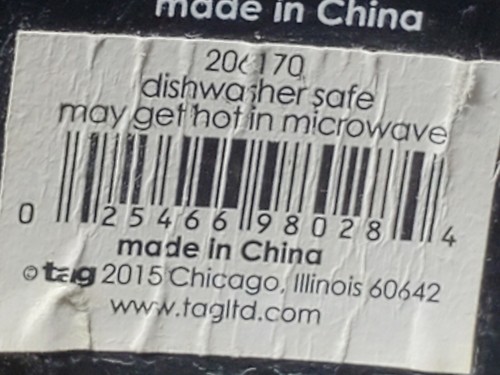 made in China
206170
dishwasher safe
may get hot in microwave
0 25466 98028 4
made in China
© tag 2015 Chicago, Illinois 60642
www.tagltd.com